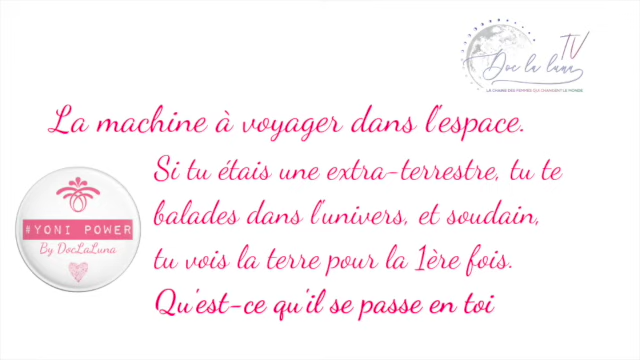 TV
Doc la luna
LA CHAINE DES FEMMES QUI CHANGENT LE MONDE
La machine à voyager dans l'espace.
Si tu étais une extra-terrestre, tu te
balades dans l'univers, et soudain,
tu vois la terre pour la 1ère fois.
Qu'est-ce qu'il se passe en toi
#YONI POWER
By DocLaLuna